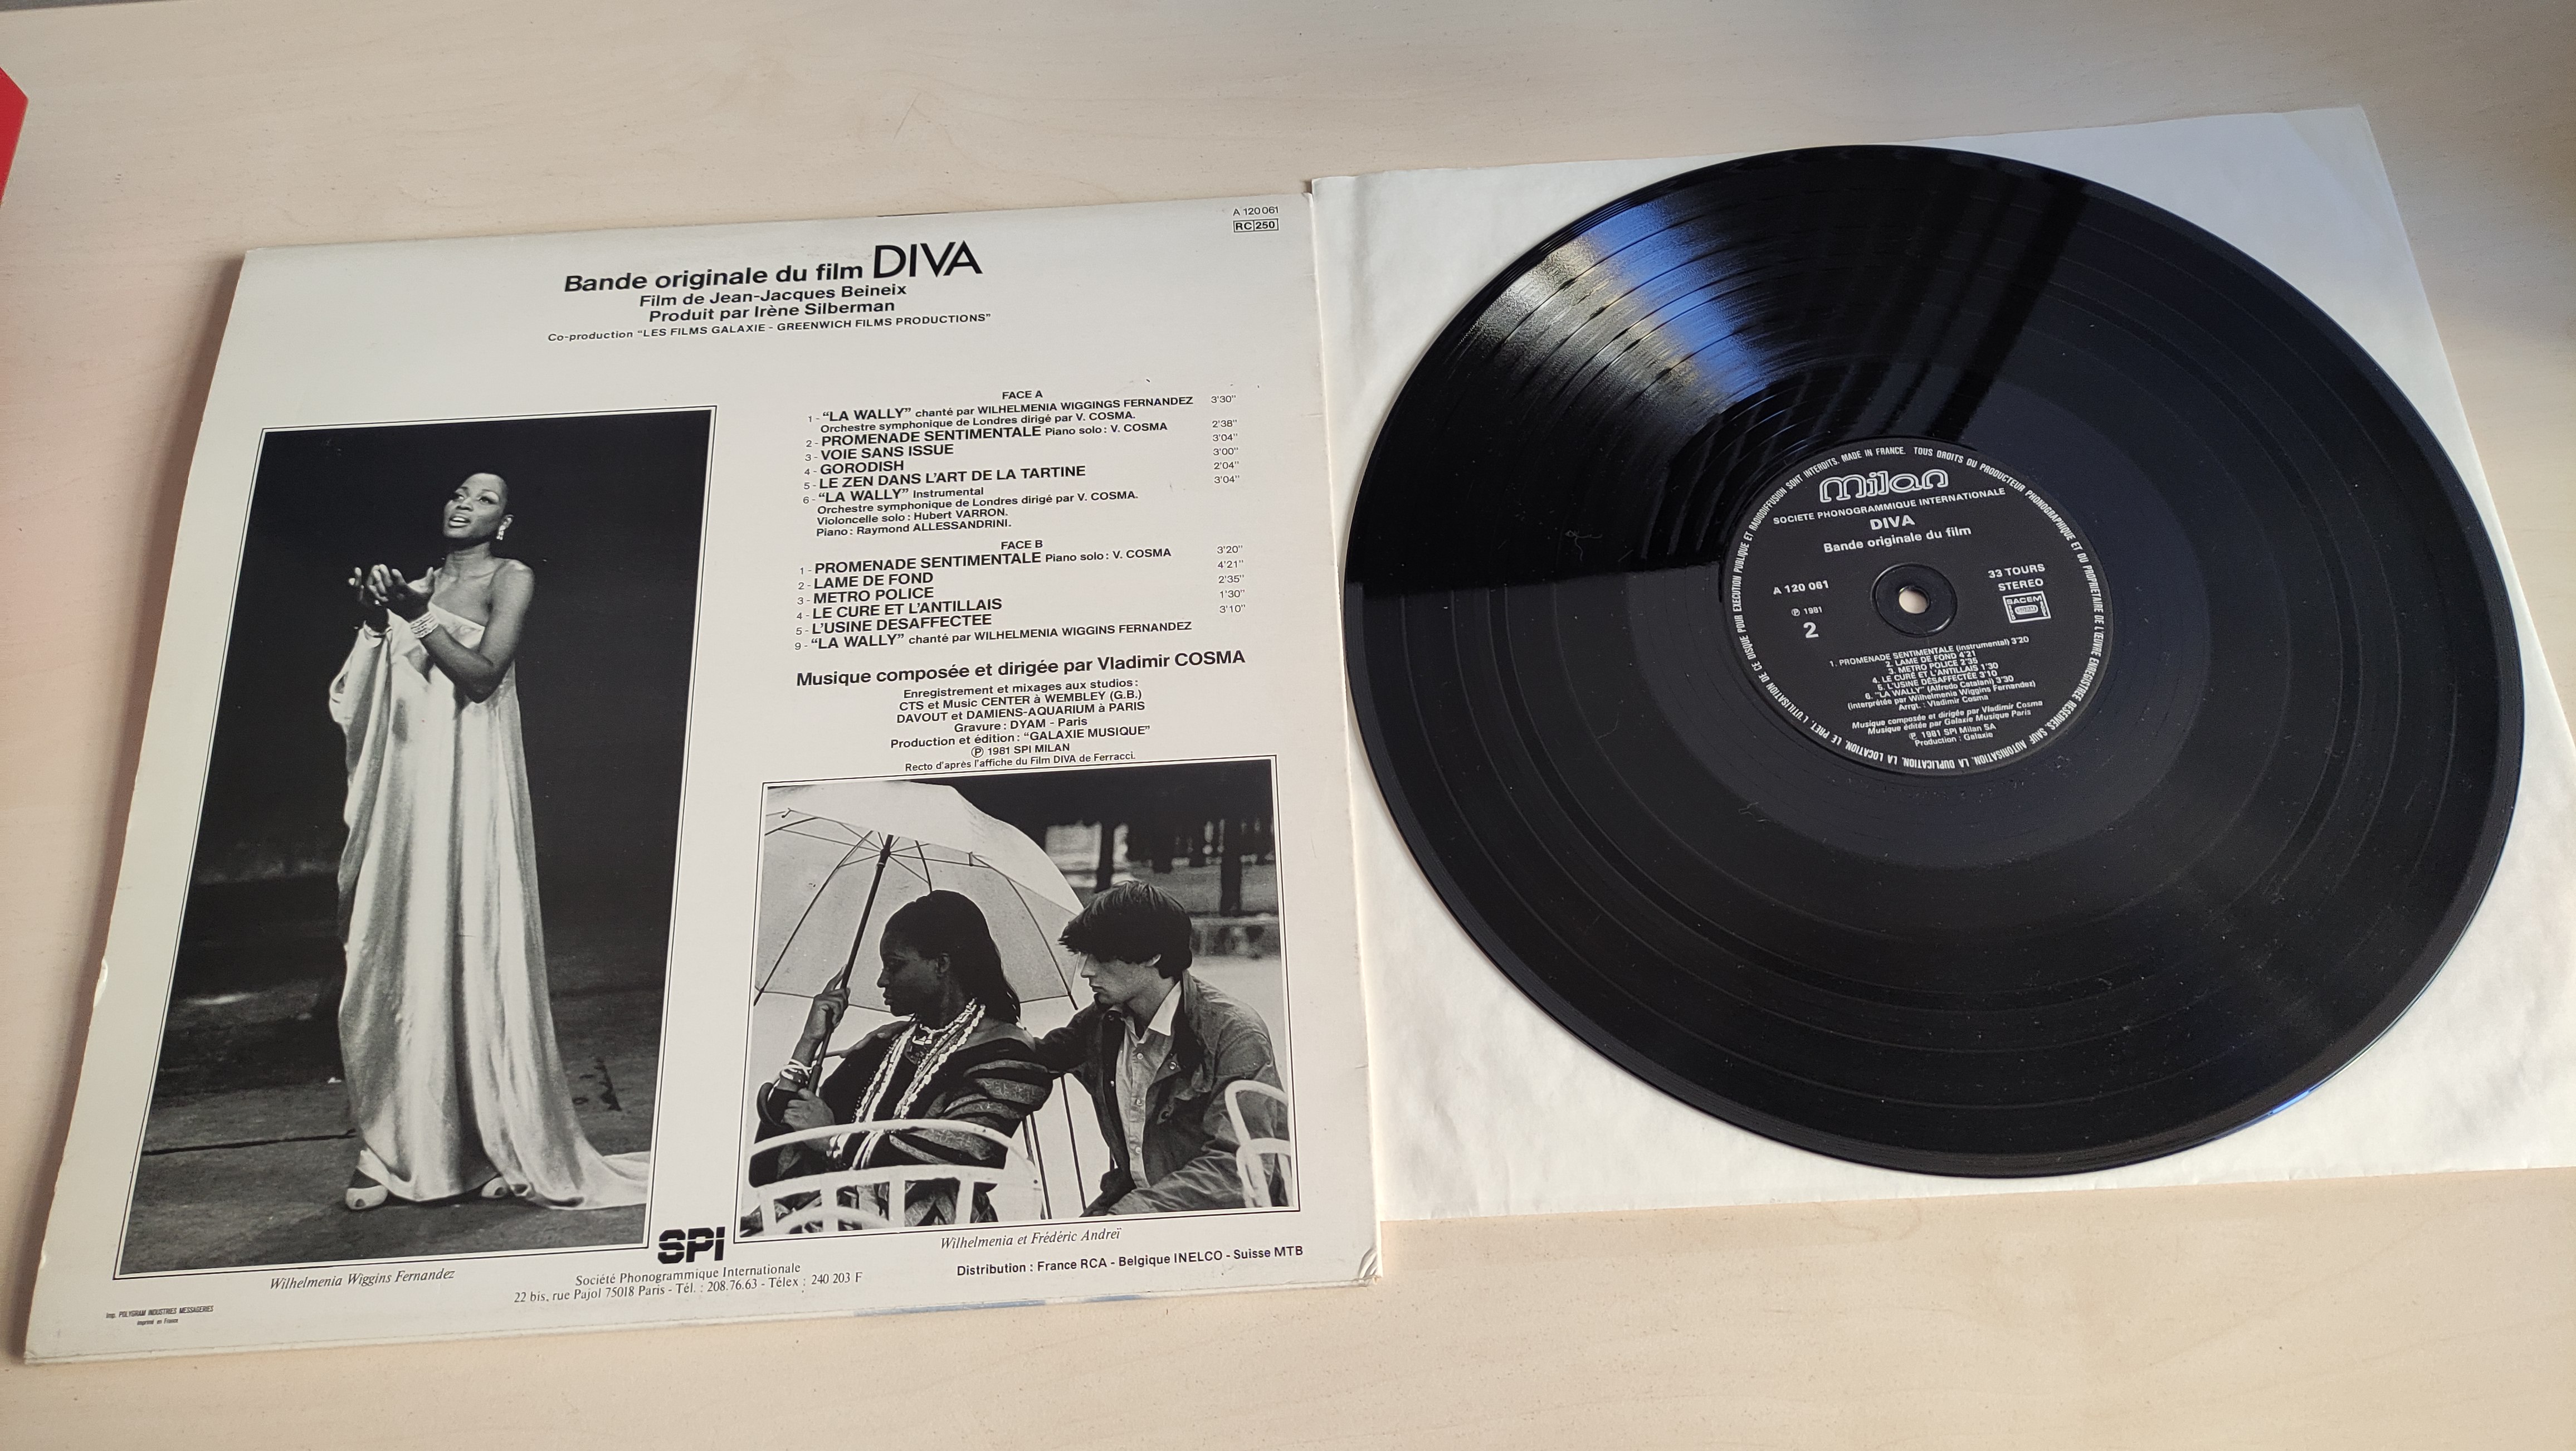 A 120 061
RC 250
Bande originale du film DIVA
Film de Jean-Jacques Beineix
Produit par Irène Silberman
Co-production "LES FILMS GALAXIE - GREENWICH FILMS PRODUCTIONS"
FACE A
1 - "LA WALLY" chanté par WILHELMENIA WIGGINGS FERNANDEZ 3'30"
Orchestre symphonique de Londres dirigé par V. COSMA.
2 - PROMENADE SENTIMENTALE Piano solo : V. COSMA 2'38"
3 - VOIE SANS ISSUE 3'04"
4 - GORODISH 3'00"
5 - LE ZEN DANS L'ART DE LA TARTINE 2'04"
6 - "LA WALLY" Instrumental 3'04"
Orchestre symphonique de Londres dirigé par V. COSMA.
Violoncelle solo : Hubert VARRON.
Piano : Raymond ALLESSANDRINI.
FACE B
1 - PROMENADE SENTIMENTALE Piano solo : V. COSMA 3'20"
2 - LAME DE FOND 4'21"
3 - METRO POLICE 2'35"
4 - LE CURE ET L'ANTILLAIS 1'30"
5 - L'USINE DESAFFECTEE 3'10"
9 - "LA WALLY" chanté par WILHELMENIA WIGGINS FERNANDEZ
Musique composée et dirigée par Vladimir COSMA
Enregistrement et mixages aux studios :
CTS et Music CENTER à WEMBLEY (G.B.)
DAVOUT et DAMIENS-AQUARIUM à PARIS
Gravure : DYAM - Paris
Production et édition : "GALAXIE MUSIQUE"
℗ 1981 SPI MILAN
Recto d'après l'affiche du Film DIVA de Ferracci.
Wilhelmenia Wiggins Fernandez
Wilhelmenia et Frédéric Andreï
SPI
Société Phonogrammique Internationale
22 bis, rue Pajol 75018 Paris - Tél. : 208.76.63 - Télex : 240 203 F
Distribution : France RCA - Belgique INELCO - Suisse MTB
Imp. POLYGRAM INDUSTRIES MESSAGERIES
Imprimé en France
MADE IN FRANCE. TOUS DROITS DU PRODUCTEUR PHONOGRAPHIQUE ET DU PROPRIETAIRE DE L'ŒUVRE ENREGISTREE RESERVES. SAUF AUTORISATION, LA DUPLICATION, LA LOCATION, LE PRET, L'UTILISATION DE CE DISQUE POUR EXECUTION PUBLIQUE ET RADIODIFFUSION SONT INTERDITS.
milan
SOCIETE PHONOGRAMMIQUE INTERNATIONALE
DIVA
Bande originale du film
A 120 061
℗ 1981
2
33 TOURS
STEREO
SACEM
1. PROMENADE SENTIMENTALE (instrumental) 3'20
2. LAME DE FOND 4'21
3. METRO POLICE 2'35
4. LE CURE ET L'ANTILLAIS 1'30
5. L'USINE DESAFFECTÉE 3'10
6. "LA WALLY" (Alfredo Catalani) 3'30
(interprétée par Wilhelmenia Wiggins Fernandez)
Arrgt. : Vladimir Cosma
Musique composée et dirigée par Vladimir Cosma
Musique éditée par Galaxie Musique Paris
℗ 1981 SPI Milan SA
Production : Galaxie